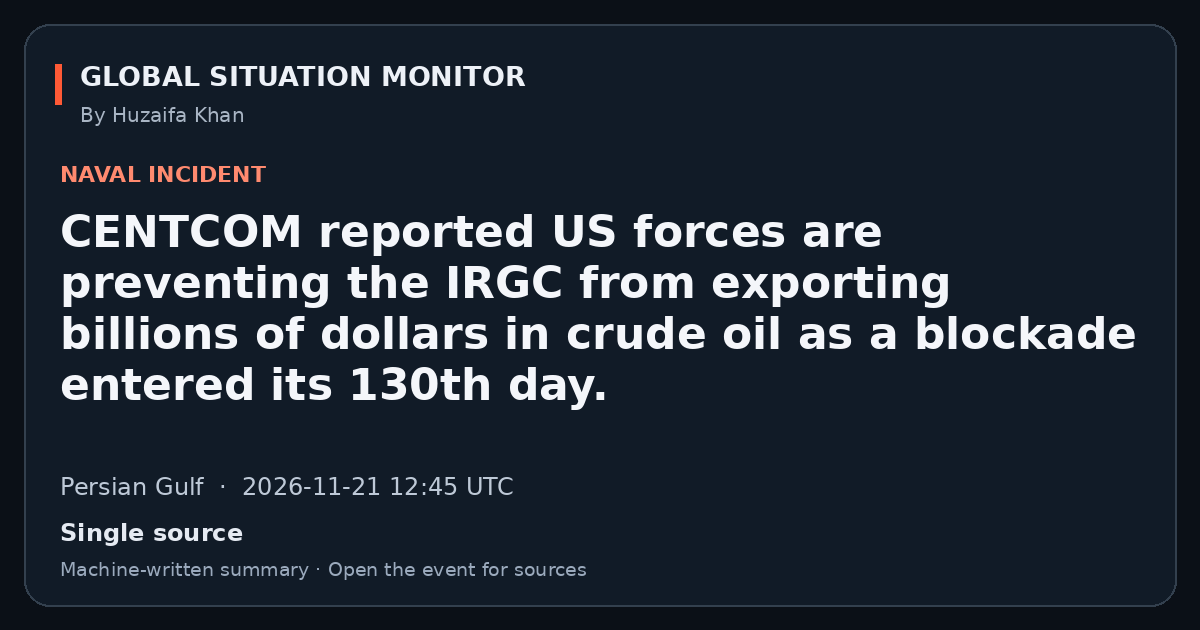 GLOBAL SITUATION MONITOR
By Huzaifa Khan
NAVAL INCIDENT
CENTCOM reported US forces are
preventing the IRGC from exporting
billions of dollars in crude oil as a blockade
entered its 130th day.
Persian Gulf · 2026-11-21 12:45 UTC
Single source
Machine-written summary · Open the event for sources